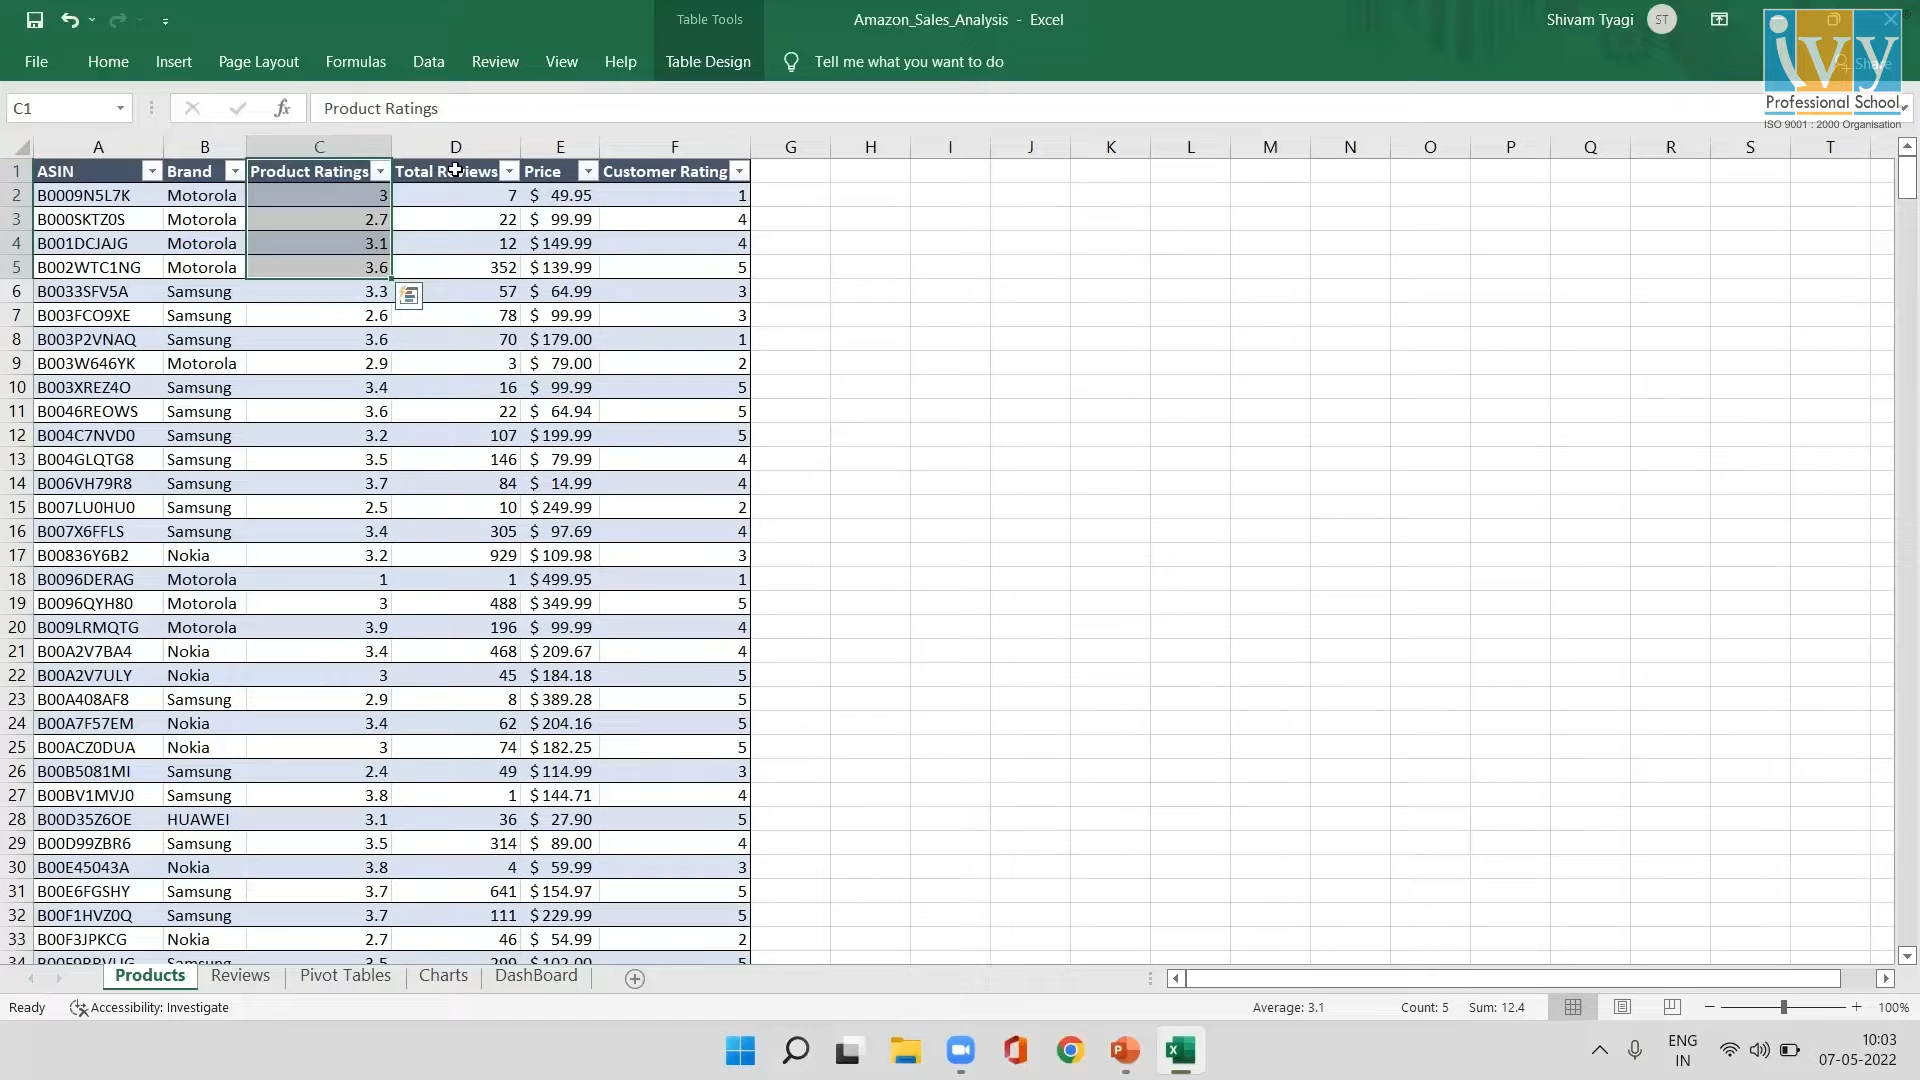 Table Tools
Amazon_Sales_Analysis - Excel
Shivam Tyagi
ST
File
Home
Insert
Page Layout
Formulas
Data
Review
View
Help
Table Design
Tell me what you want to do
Share
ivy
Professional School
ISO 9001 : 2000 Organisation
C1
fx
Product Ratings
A B C D E F G H I J K L M N O P Q R S T
1 ASIN Brand Product Ratings Total Reviews Price Customer Rating
2 B0009N5L7K Motorola 3 7 $ 49.95 1
3 B000SKTZ0S Motorola 2.7 22 $ 99.99 4
4 B001DCJAJG Motorola 3.1 12 $ 149.99 4
5 B002WTC1NG Motorola 3.6 352 $ 139.99 5
6 B0033SFV5A Samsung 3.3 57 $ 64.99 3
7 B003FCO9XE Samsung 2.6 78 $ 99.99 3
8 B003P2VNAQ Samsung 3.6 70 $ 179.00 1
9 B003W646YK Motorola 2.9 3 $ 79.00 2
10 B003XREZ4O Samsung 3.4 16 $ 99.99 5
11 B0046REOWS Samsung 3.6 22 $ 64.94 5
12 B004C7NVD0 Samsung 3.2 107 $ 199.99 5
13 B004GLQTG8 Samsung 3.5 146 $ 79.99 4
14 B006VH79R8 Samsung 3.7 84 $ 14.99 4
15 B007LU0HU0 Samsung 2.5 10 $ 249.99 2
16 B007X6FFLS Samsung 3.4 305 $ 97.69 4
17 B00836Y6B2 Nokia 3.2 929 $ 109.98 3
18 B0096DERAG Motorola 1 1 $ 499.95 1
19 B0096QYH80 Motorola 3 488 $ 349.99 5
20 B009LRMQTG Motorola 3.9 196 $ 99.99 4
21 B00A2V7BA4 Nokia 3.4 468 $ 209.67 4
22 B00A2V7ULY Nokia 3 45 $ 184.18 5
23 B00A408AF8 Samsung 2.9 8 $ 389.28 5
24 B00A7F57EM Nokia 3.4 62 $ 204.16 5
25 B00ACZ0DUA Nokia 3 74 $ 182.25 5
26 B00B5081MI Samsung 2.4 49 $ 114.99 3
27 B00BV1MVJ0 Samsung 3.8 1 $ 144.71 4
28 B00D35Z6OE HUAWEI 3.1 36 $ 27.90 5
29 B00D99ZBR6 Samsung 3.5 314 $ 89.00 4
30 B00E45043A Nokia 3.8 4 $ 59.99 3
31 B00E6FGSHY Samsung 3.7 641 $ 154.97 5
32 B00F1HVZ0Q Samsung 3.7 111 $ 229.99 5
33 B00F3JPKCG Nokia 2.7 46 $ 54.99 2
34 Samsung 3.5 299 $ 102.00 5
Products
Reviews
Pivot Tables
Charts
DashBoard
Ready
Accessibility: Investigate
Average: 3.1
Count: 5
Sum: 12.4
100%
ENG
IN
10:03
07-05-2022